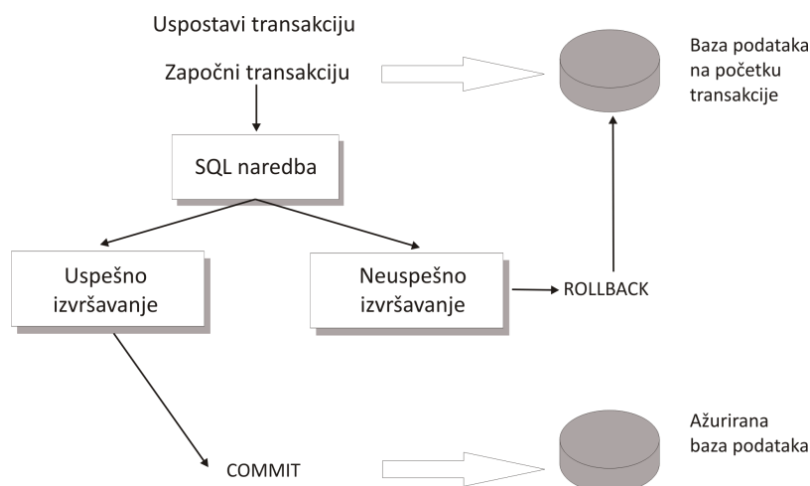 Uspostavi transakciju
Započni transakciju
Baza podataka
na početku
transakcije
SQL naredba
Uspešno
izvršavanje
Neuspešno
izvršavanje
ROLLBACK
COMMIT
Ažurirana
baza podataka